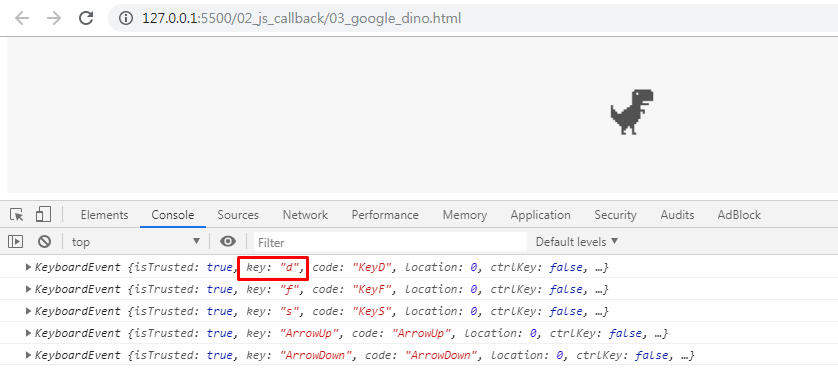 127.0.0.1:5500/02_js_callback/03_google_dino.html
Elements Console Sources Network Performance Memory Application Security Audits AdBlock
top Filter Default levels
KeyboardEvent {isTrusted: true, key: "d", code: "KeyD", location: 0, ctrlKey: false, …}
KeyboardEvent {isTrusted: true, key: "f", code: "KeyF", location: 0, ctrlKey: false, …}
KeyboardEvent {isTrusted: true, key: "s", code: "KeyS", location: 0, ctrlKey: false, …}
KeyboardEvent {isTrusted: true, key: "ArrowUp", code: "ArrowUp", location: 0, ctrlKey: false, …}
KeyboardEvent {isTrusted: true, key: "ArrowDown", code: "ArrowDown", location: 0, ctrlKey: false, …}